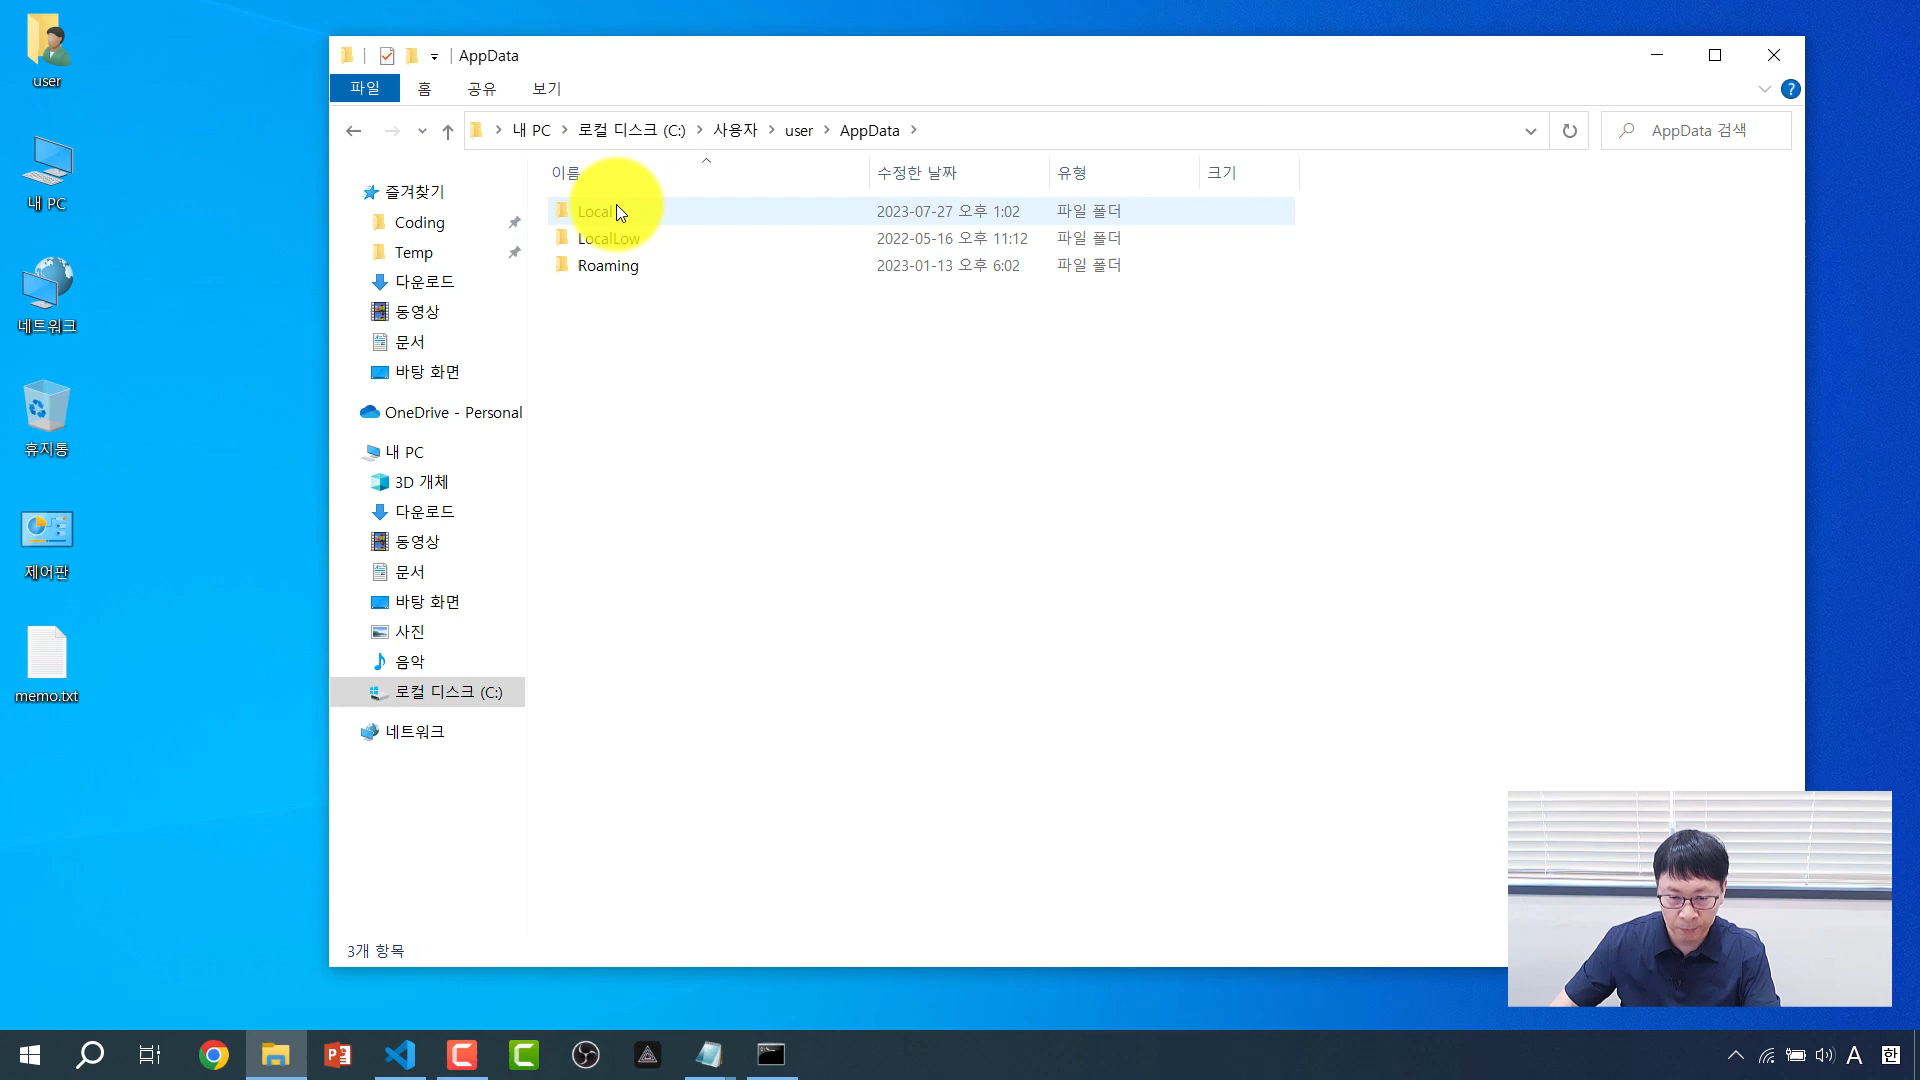 user
내 PC
네트워크
휴지통
제어판
memo.txt
AppData
파일 홈 공유 보기
내 PC 로컬 디스크 (C:) 사용자 user AppData
AppData 검색
이름 수정한 날짜 유형 크기
Local 2023-07-27 오후 1:02 파일 폴더
LocalLow 2022-05-16 오후 11:12 파일 폴더
Roaming 2023-01-13 오후 6:02 파일 폴더
즐겨찾기
Coding
Temp
다운로드
동영상
문서
바탕 화면
OneDrive - Personal
내 PC
3D 개체
다운로드
동영상
문서
바탕 화면
사진
음악
로컬 디스크 (C:)
네트워크
3개 항목
A 한